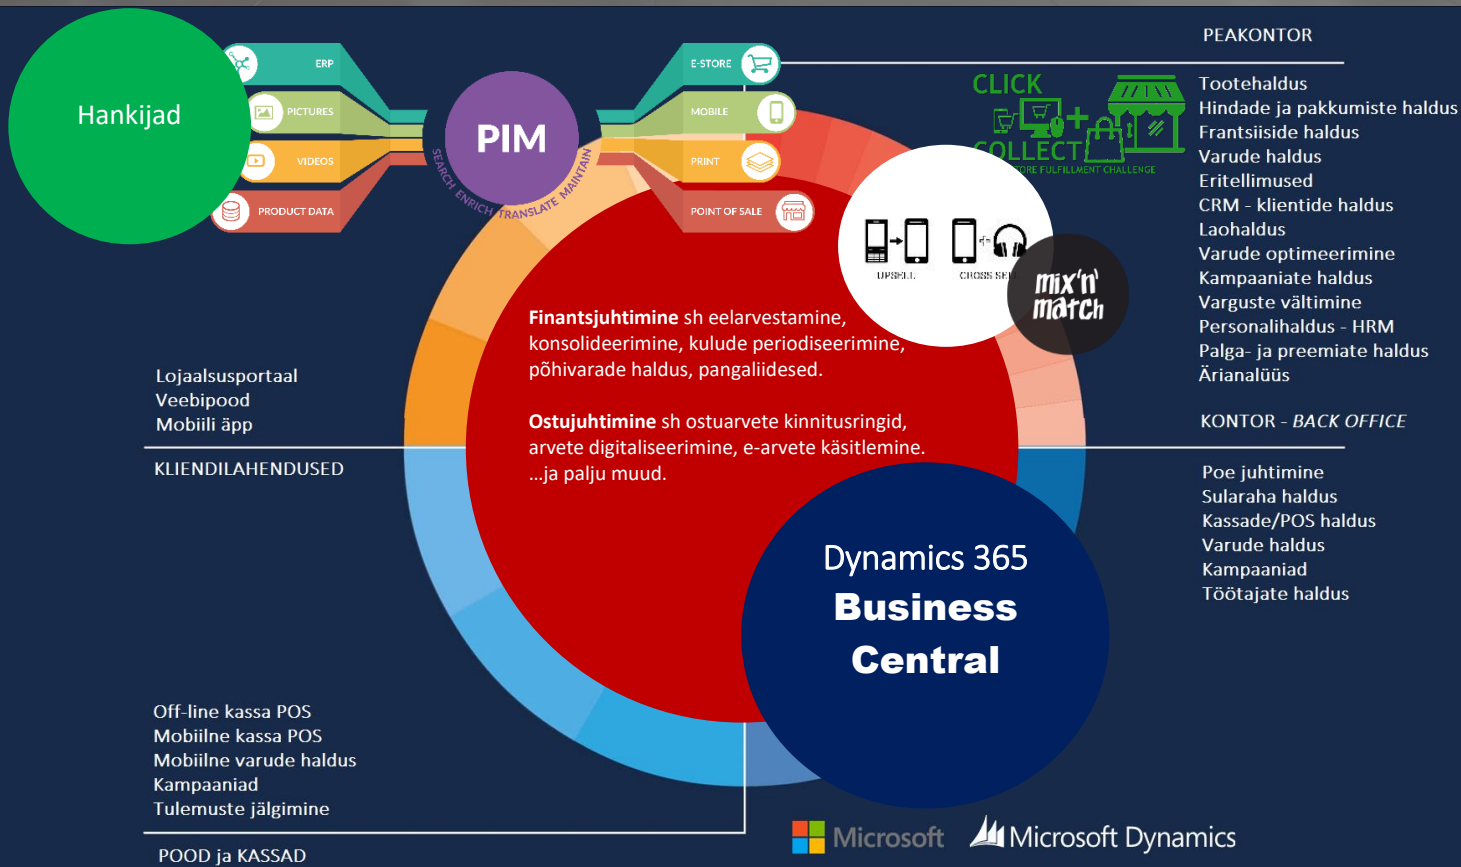 Hankijad
ERP
PICTURES
VIDEOS
PRODUCT DATA
PIM
SEARCH ENRICH TRANSLATE MAINTAIN
E-STORE
MOBILE
PRINT
POINT OF SALE
CLICK
+
COLLECT
ORE FULFILLMENT CHALLENGE
UPSELL
CROSS SEL
mix'n'
match
PEAKONTOR
Tootehaldus
Hindade ja pakkumiste haldus
Frantsiiside haldus
Varude haldus
Eritellimused
CRM - klientide haldus
Laohaldus
Varude optimeerimine
Kampaaniate haldus
Varguste vältimine
Personalihaldus - HRM
Palga- ja preemiate haldus
Ärianalüüs
KONTOR - BACK OFFICE
Poe juhtimine
Sularaha haldus
Kassade/POS haldus
Varude haldus
Kampaaniad
Töötajate haldus
Finantsjuhtimine sh eelarvestamine,
konsolideerimine, kulude periodiseerimine,
põhivarade haldus, pangaliidesed.
Ostujuhtimine sh ostuarvete kinnitusringid,
arvete digitaliseerimine, e-arvete käsitlemine.
...ja palju muud.
Lojaalsusportaal
Veebipood
Mobiili äpp
KLIENDILAHENDUSED
Dynamics 365
Business
Central
Off-line kassa POS
Mobiilne kassa POS
Mobiilne varude haldus
Kampaaniad
Tulemuste jälgimine
POOD ja KASSAD
Microsoft
Microsoft Dynamics